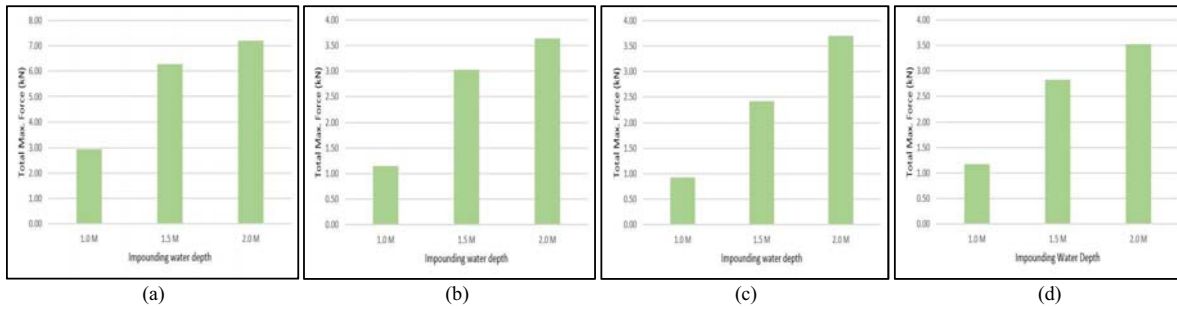 8.00
7.00
6.00
5.00
4.00
3.00
2.00
1.00
0.00
Total Max. Force (kN)
1.0 M 1.5 M 2.0 M
Impounding water depth
(a)
4.00
3.50
3.00
2.50
2.00
1.50
1.00
0.50
0.00
Total Max. Force (kN)
1.0 M 1.5 M 2.0 M
Impounding water depth
(b)
4.00
3.50
3.00
2.50
2.00
1.50
1.00
0.50
0.00
Total Max. Force (kN)
1.0 M 1.5 M 2.0 M
Impounding water depth
(c)
4.00
3.50
3.00
2.50
2.00
1.50
1.00
0.50
0.00
Total Max. Force (kN)
1.0 M 1.5 M 2.0 M
Impounding Water Depth
(d)